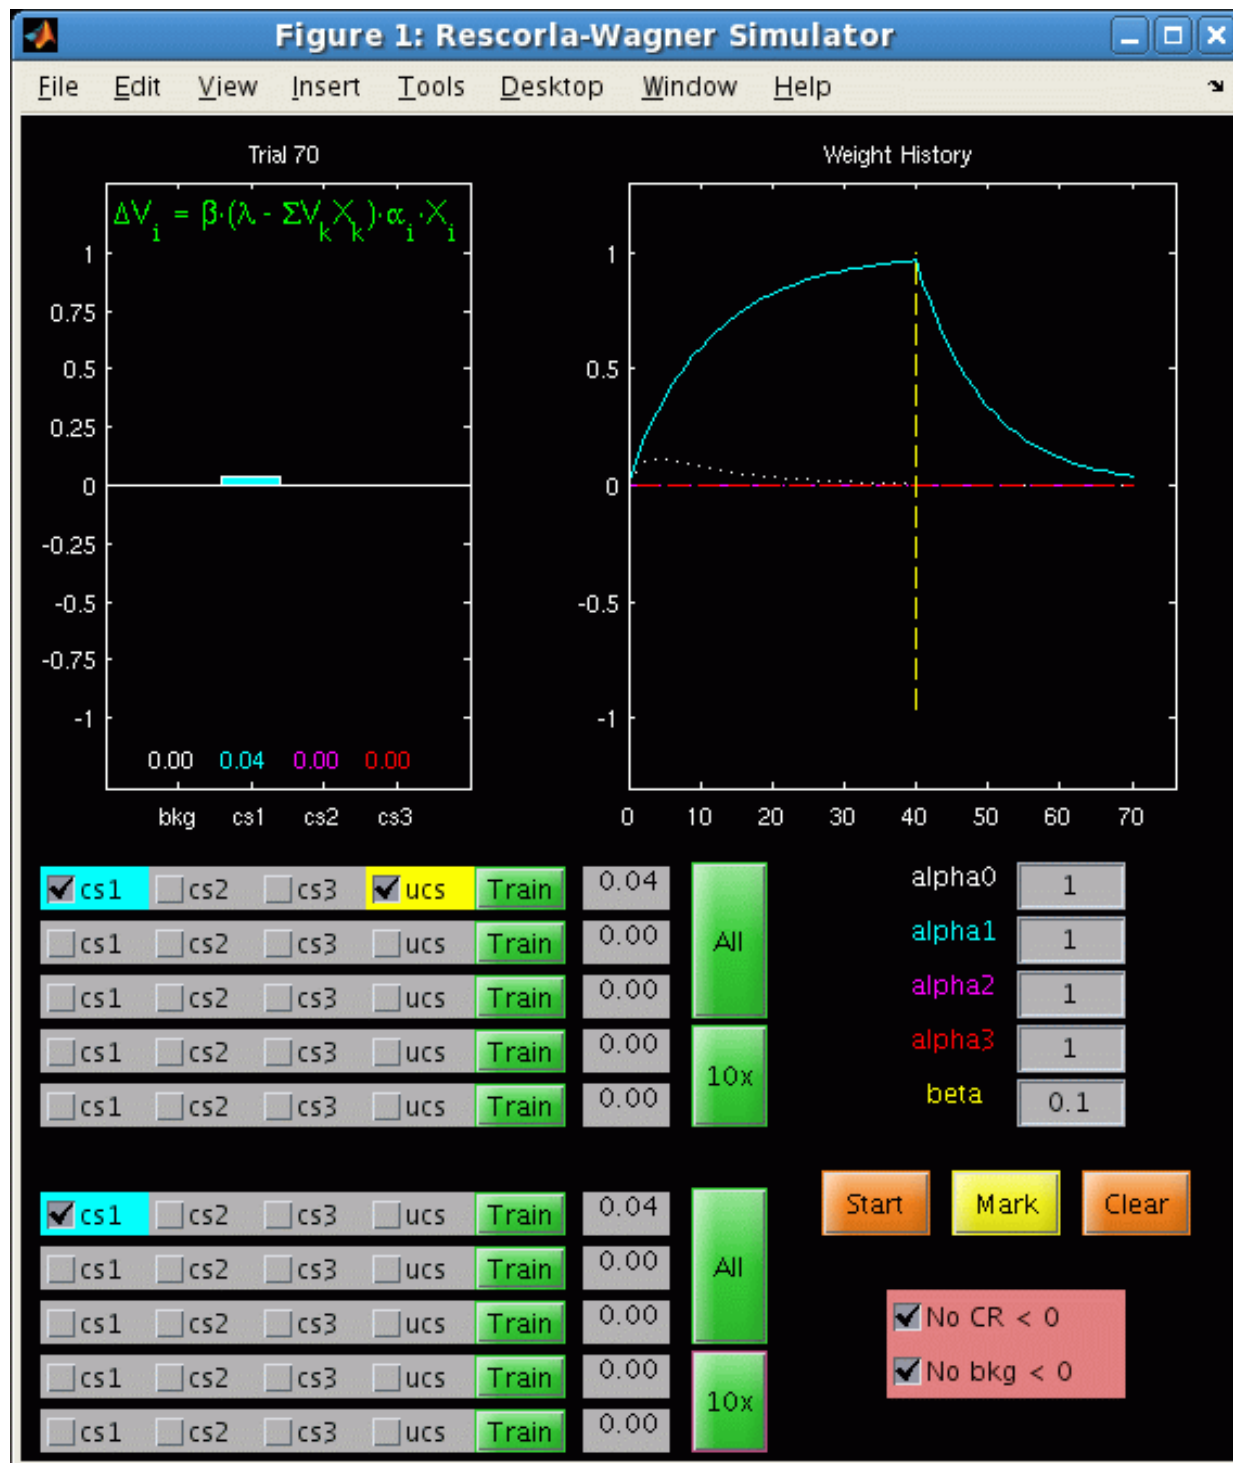 Figure 1: Rescorla-Wagner Simulator
File Edit View Insert Tools Desktop Window Help
Trial 70
ΔV_i = β·(λ - ΣV_k X_k)·α_i·X_i
1
0.75
0.5
0.25
0
-0.25
-0.5
-0.75
-1
0.00 0.04 0.00 0.00
bkg cs1 cs2 cs3
Weight History
1
0.5
0
-0.5
-1
0 10 20 30 40 50 60 70
cs1 cs2 cs3 ucs Train 0.04
cs1 cs2 cs3 ucs Train 0.00
cs1 cs2 cs3 ucs Train 0.00
cs1 cs2 cs3 ucs Train 0.00
cs1 cs2 cs3 ucs Train 0.00
All
10x
alpha0 1
alpha1 1
alpha2 1
alpha3 1
beta 0.1
Start Mark Clear
cs1 cs2 cs3 ucs Train 0.04
cs1 cs2 cs3 ucs Train 0.00
cs1 cs2 cs3 ucs Train 0.00
cs1 cs2 cs3 ucs Train 0.00
cs1 cs2 cs3 ucs Train 0.00
All
10x
No CR < 0
No bkg < 0